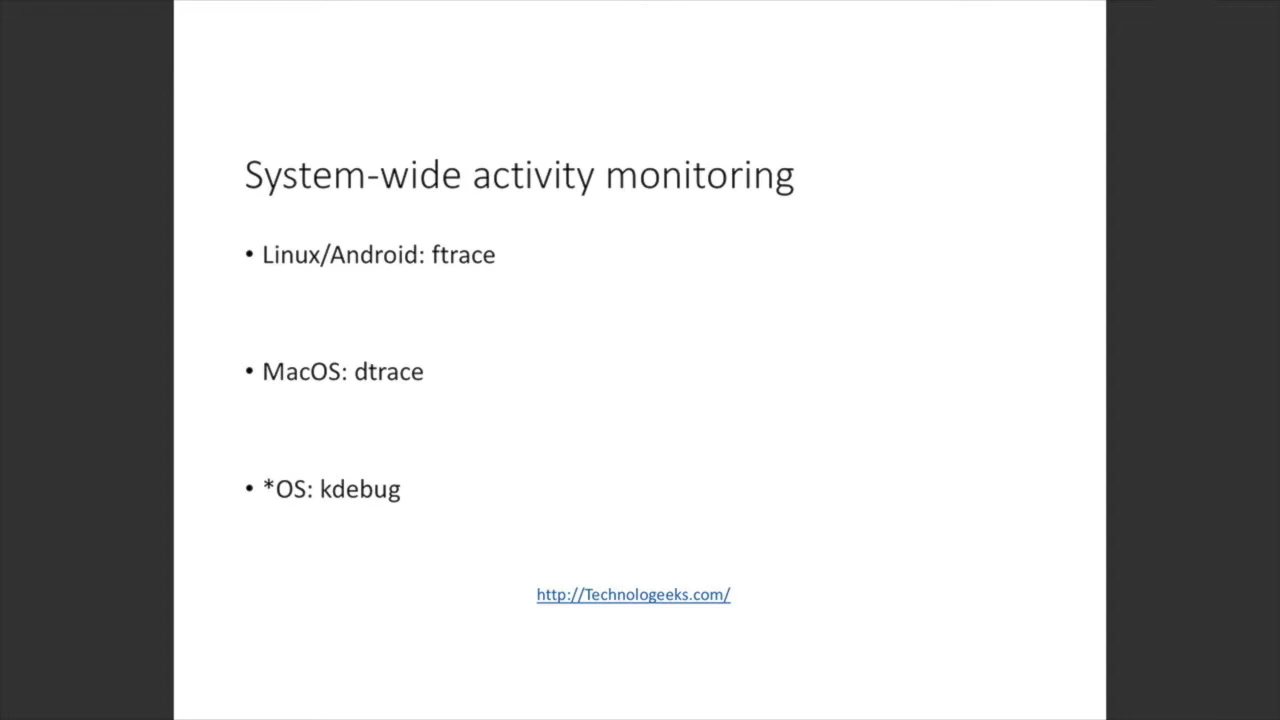 System-wide activity monitoring
• Linux/Android: ftrace
• MacOS: dtrace
• *OS: kdebug
http://Technologeeks.com/